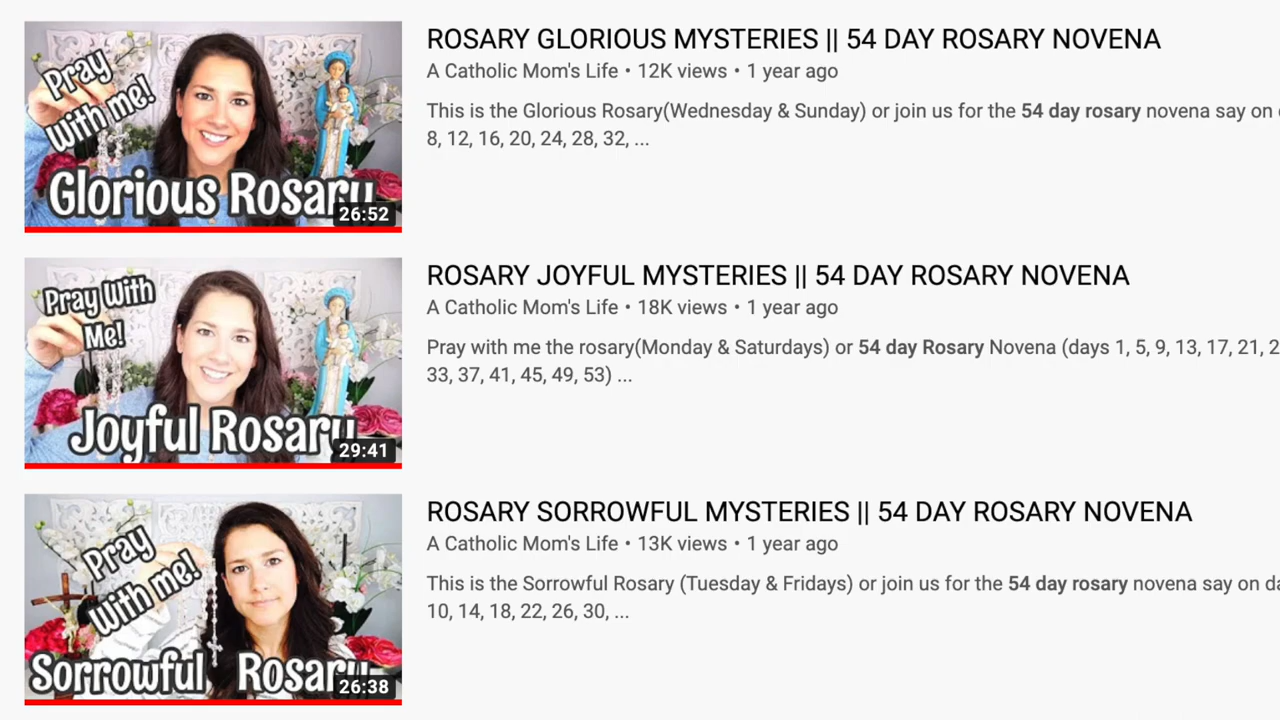 Pray
With me!
Glorious Rosary
26:52
ROSARY GLORIOUS MYSTERIES || 54 DAY ROSARY NOVENA
A Catholic Mom's Life • 12K views • 1 year ago
This is the Glorious Rosary(Wednesday & Sunday) or join us for the 54 day rosary novena say on
8, 12, 16, 20, 24, 28, 32, ...
Pray With
Me!
Joyful Rosary
29:41
ROSARY JOYFUL MYSTERIES || 54 DAY ROSARY NOVENA
A Catholic Mom's Life • 18K views • 1 year ago
Pray with me the rosary(Monday & Saturdays) or 54 day Rosary Novena (days 1, 5, 9, 13, 17, 21, 2
33, 37, 41, 45, 49, 53) ...
Pray
With me!
Sorrowful Rosary
26:38
ROSARY SORROWFUL MYSTERIES || 54 DAY ROSARY NOVENA
A Catholic Mom's Life • 13K views • 1 year ago
This is the Sorrowful Rosary (Tuesday & Fridays) or join us for the 54 day rosary novena say on da
10, 14, 18, 22, 26, 30, ...